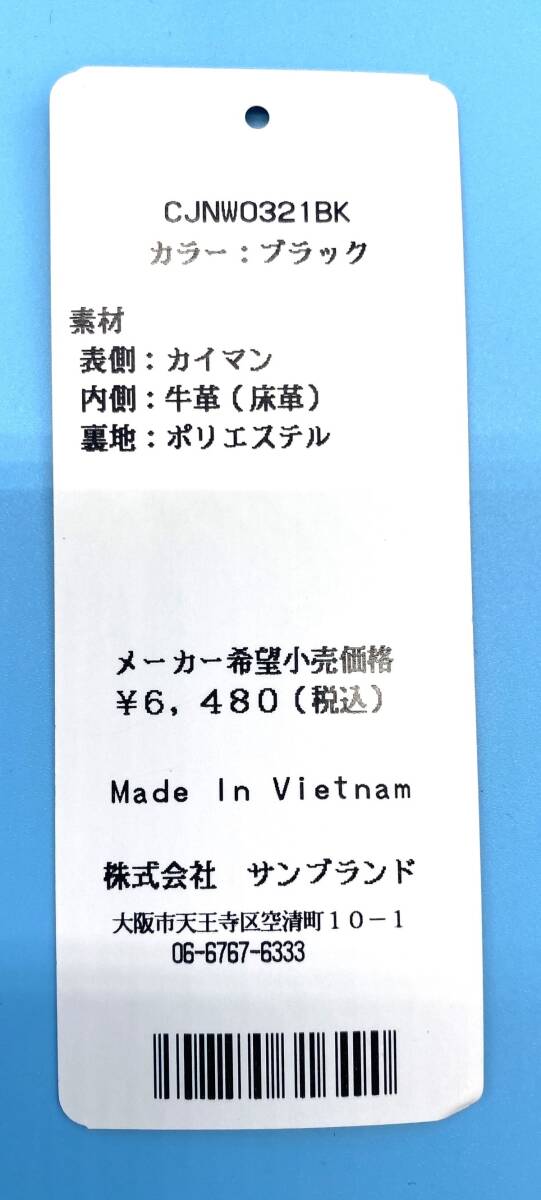 CJNW0321BK
カラー：ブラック
素材
表側：カイマン
内側：牛革（床革）
裏地：ポリエステル
メーカー希望小売価格
￥６，４８０（税込）
Made In Vietnam
株式会社　サンブランド
大阪市天王寺区空清町１０－１
06-6767-6333